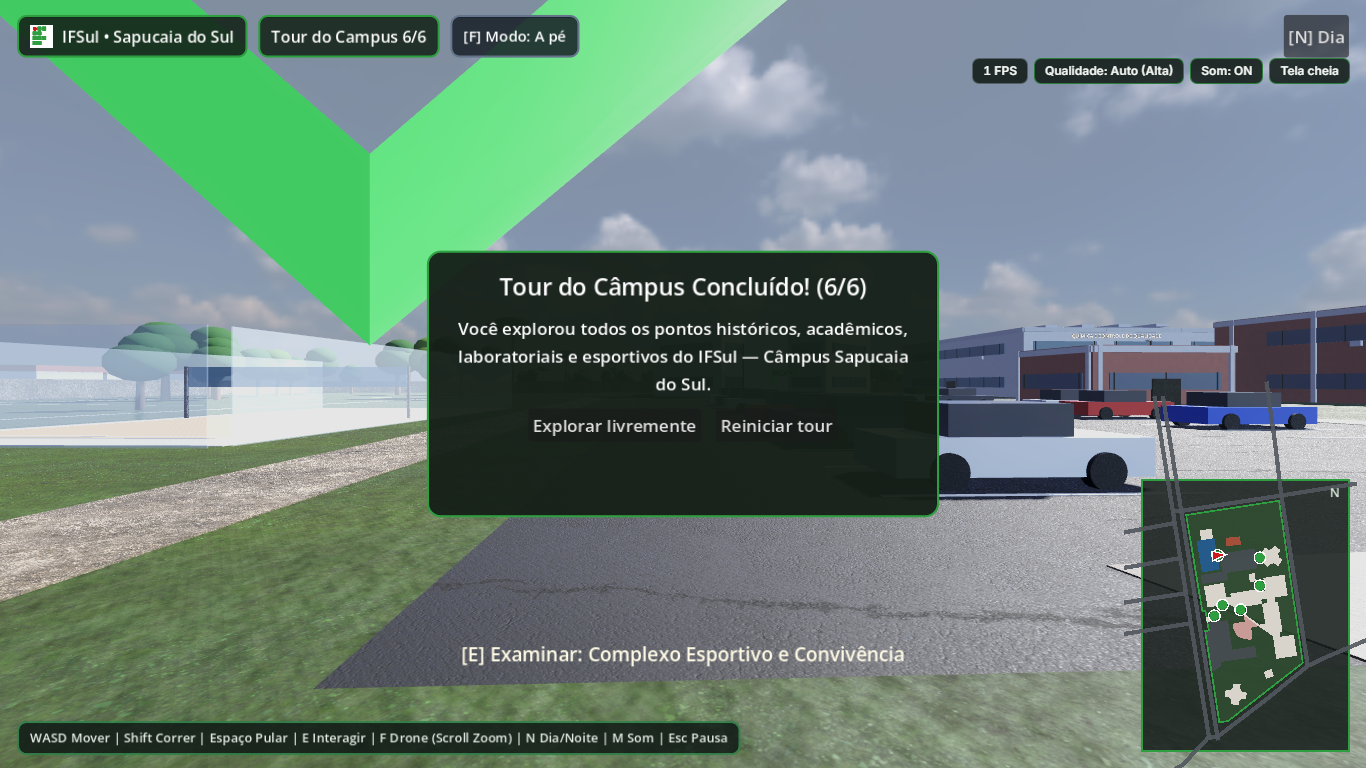 IFSul • Sapucaia do Sul
Tour do Campus 6/6
[F] Modo: A pé
[N] Dia
1 FPS
Qualidade: Auto (Alta)
Som: ON
Tela cheia
Tour do Câmpus Concluído! (6/6)
Você explorou todos os pontos históricos, acadêmicos,
laboratoriais e esportivos do IFSul — Câmpus Sapucaia
do Sul.
Explorar livremente
Reiniciar tour
N
[E] Examinar: Complexo Esportivo e Convivência
WASD Mover | Shift Correr | Espaço Pular | E Interagir | F Drone (Scroll Zoom) | N Dia/Noite | M Som | Esc Pausa